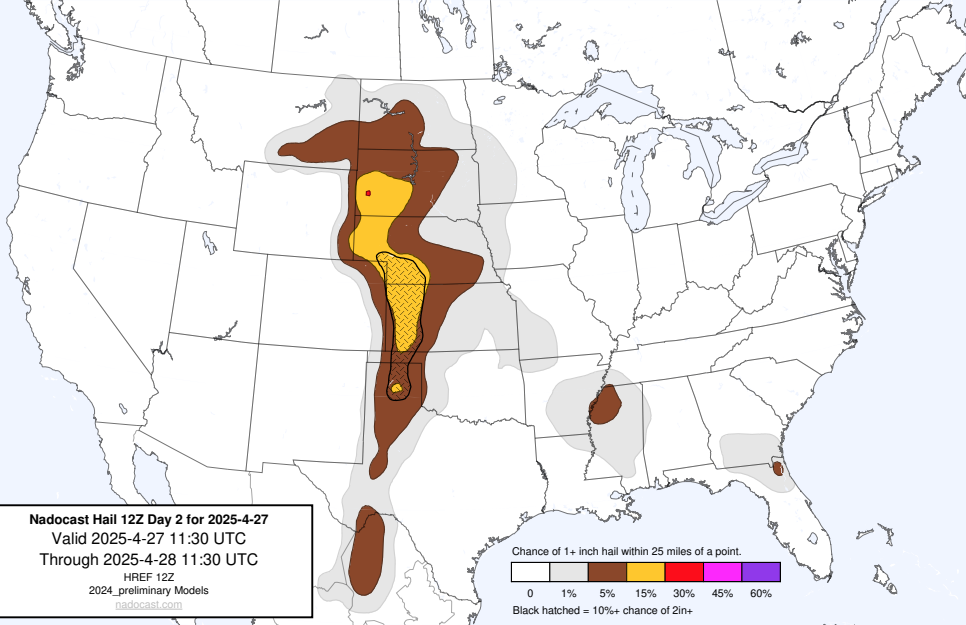 Nadocast Hail 12Z Day 2 for 2025-4-27
Valid 2025-4-27 11:30 UTC
Through 2025-4-28 11:30 UTC
HREF 12Z
2024_preliminary Models
nadocast.com
Chance of 1+ inch hail within 25 miles of a point.
0 1% 5% 15% 30% 45% 60%
Black hatched = 10%+ chance of 2in+